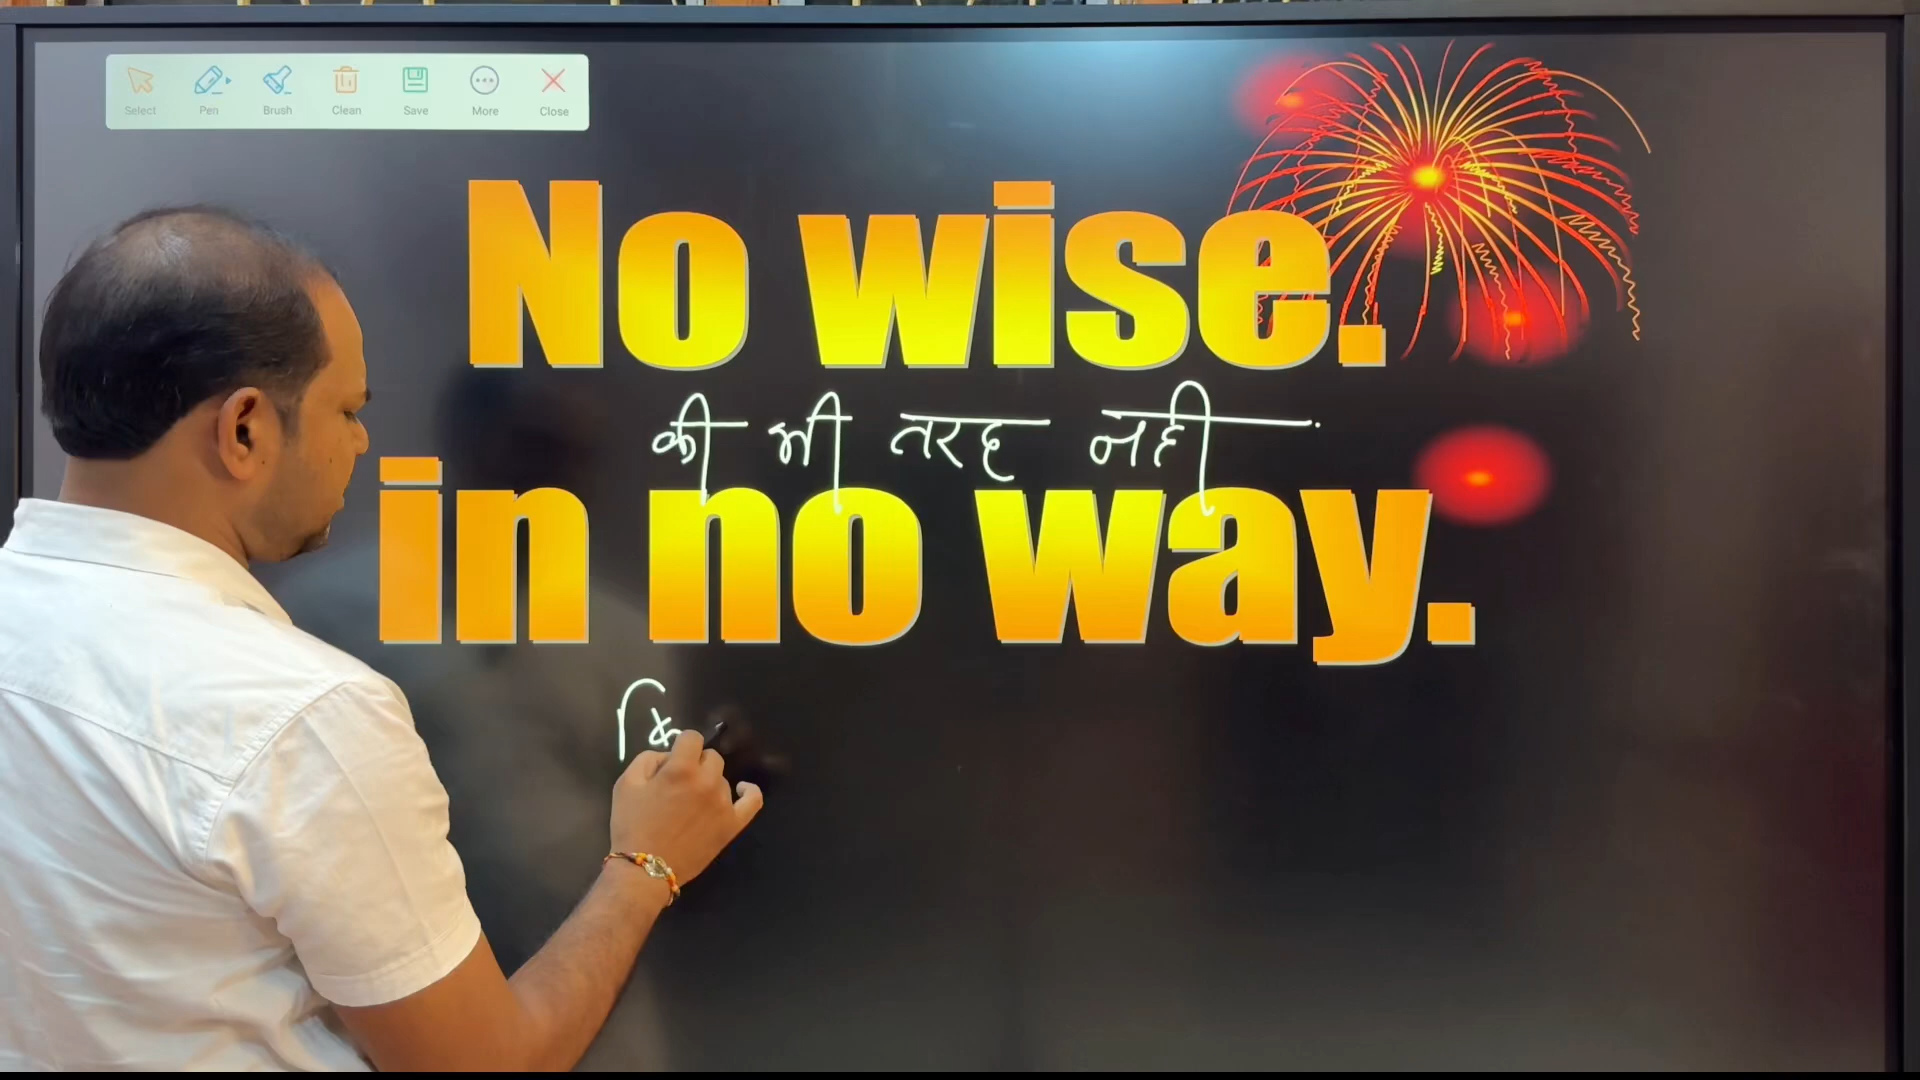 Select Pen Brush Clean Save More Close
No wise.
की भी तरह नही
in no way.
कि